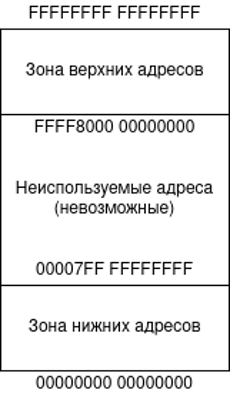 FFFFFFFF FFFFFFFF
Зона верхних адресов
FFFF8000 00000000
Неиспользуемые адреса
(невозможные)
00007FF FFFFFFFF
Зона нижних адресов
00000000 00000000